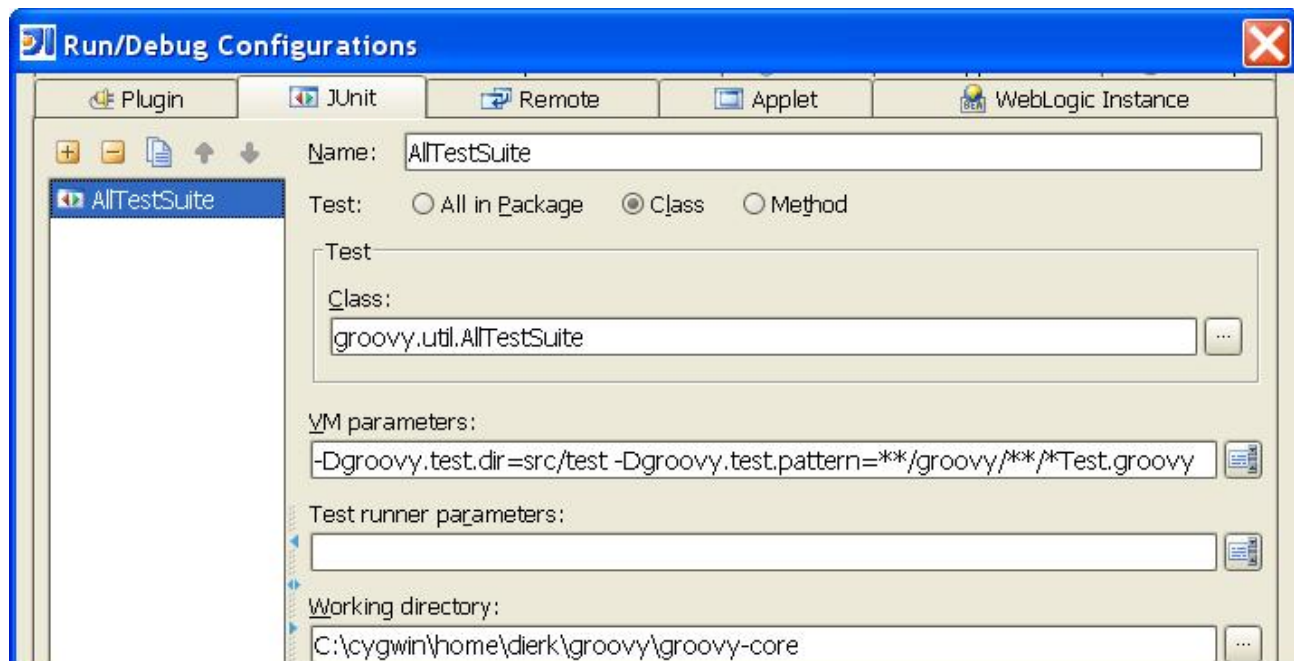 Run/Debug Configurations
Plugin JUnit Remote Applet WebLogic Instance
Name: AllTestSuite
AllTestSuite
Test: All in Package Class Method
Test
Class:
groovy.util.AllTestSuite
VM parameters:
-Dgroovy.test.dir=src/test -Dgroovy.test.pattern=**/groovy/**/*Test.groovy
Test runner parameters:
Working directory:
C:\cygwin\home\dierk\groovy\groovy-core